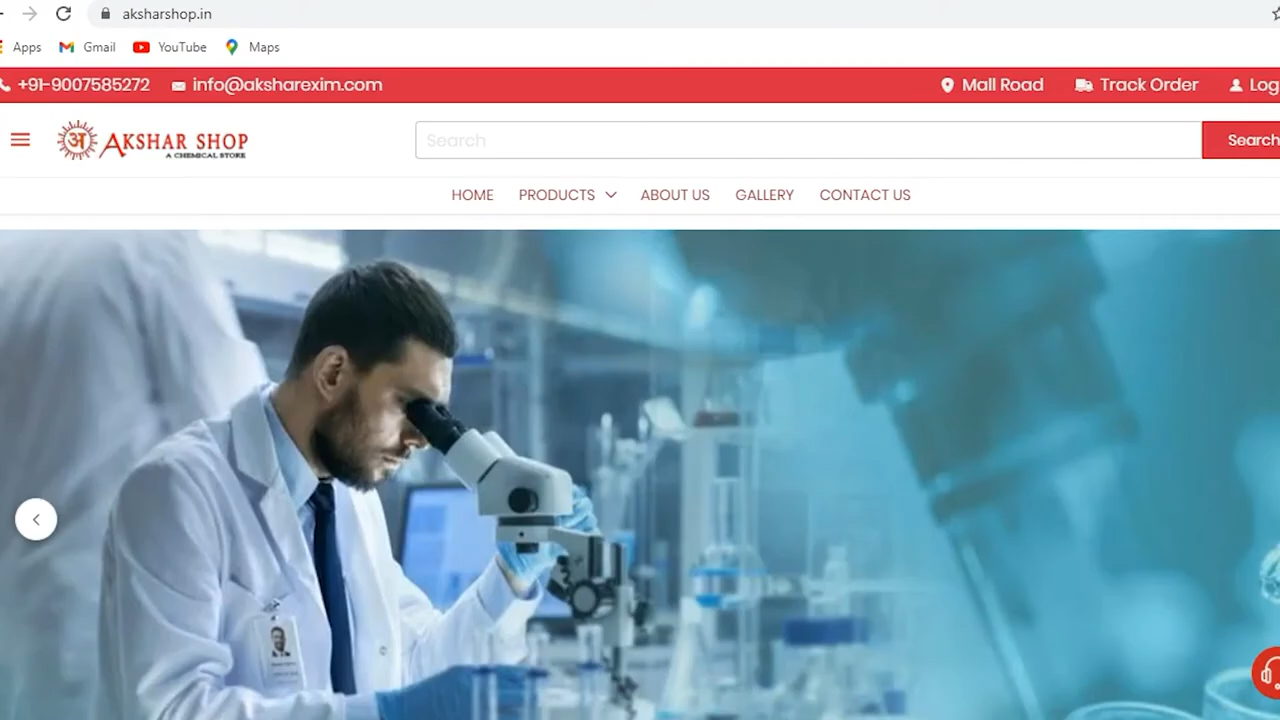 aksharshop.in
Apps Gmail YouTube Maps
+91-9007585272 info@aksharexim.com Mall Road Track Order Log
अ AKSHAR SHOP
A CHEMICAL STORE
Search Search
HOME PRODUCTS ABOUT US GALLERY CONTACT US